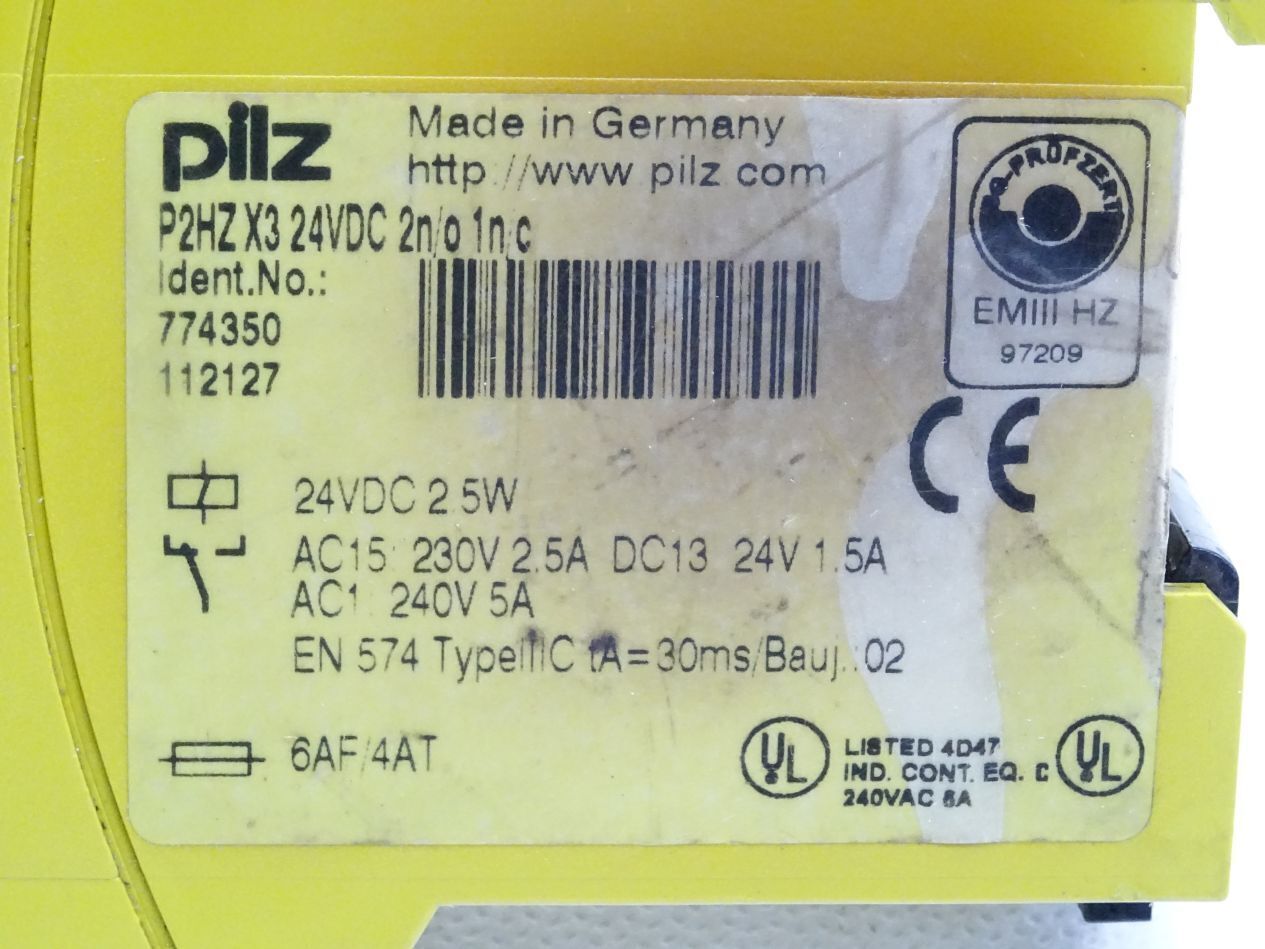 pilz
Made in Germany
http://www pilz com
P2HZ X3 24VDC 2n/o 1n/c
Ident.No.:
774350
112127
Q-PRÜFZERT
EMIII HZ
97209
CE
24VDC 2.5W
AC15: 230V 2.5A DC13 24V 1.5A
AC1: 240V 5A
EN 574 TypeIIIC tA=30ms/Bauj.:02
6AF/4AT
UL
LISTED 4D47
IND. CONT. EQ. C
240VAC
UL